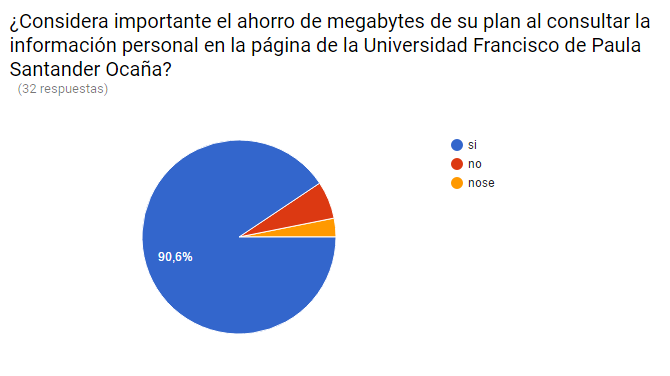 ¿Considera importante el ahorro de megabytes de su plan al consultar la
información personal en la página de la Universidad Francisco de Paula
Santander Ocaña?
(32 respuestas)
si
no
nose
90,6%